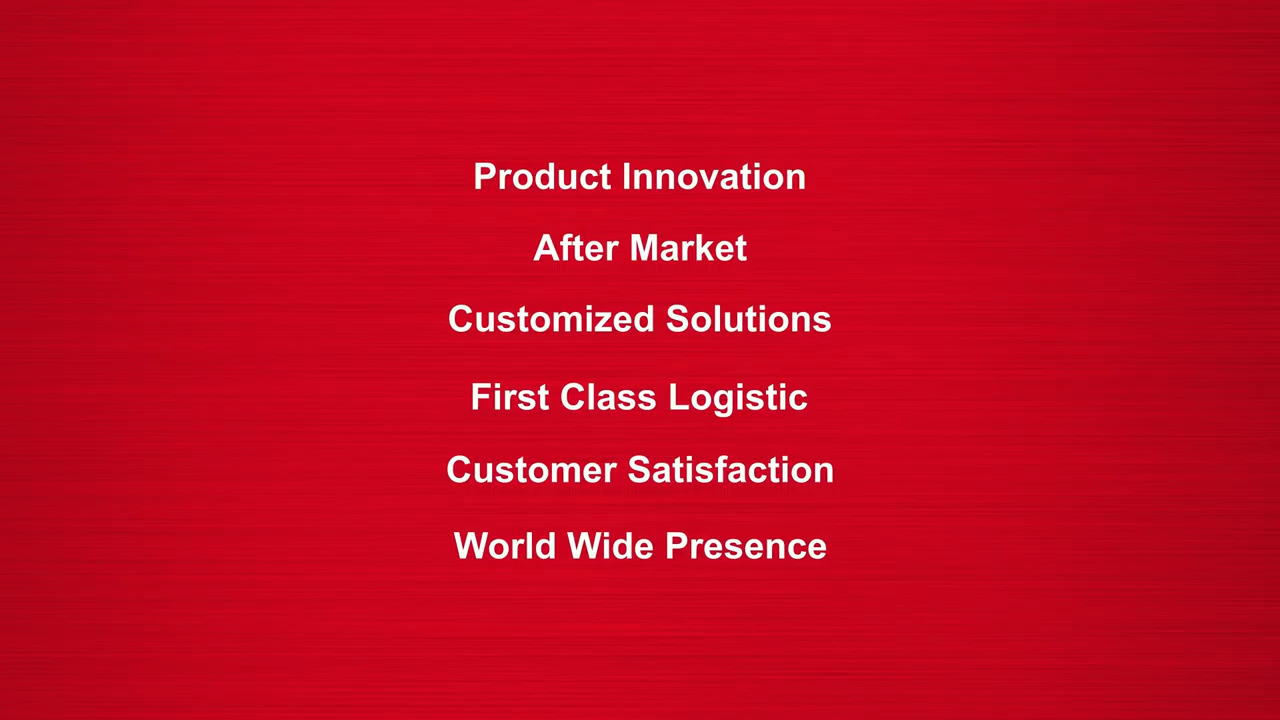 Product Innovation
After Market
Customized Solutions
First Class Logistic
Customer Satisfaction
World Wide Presence